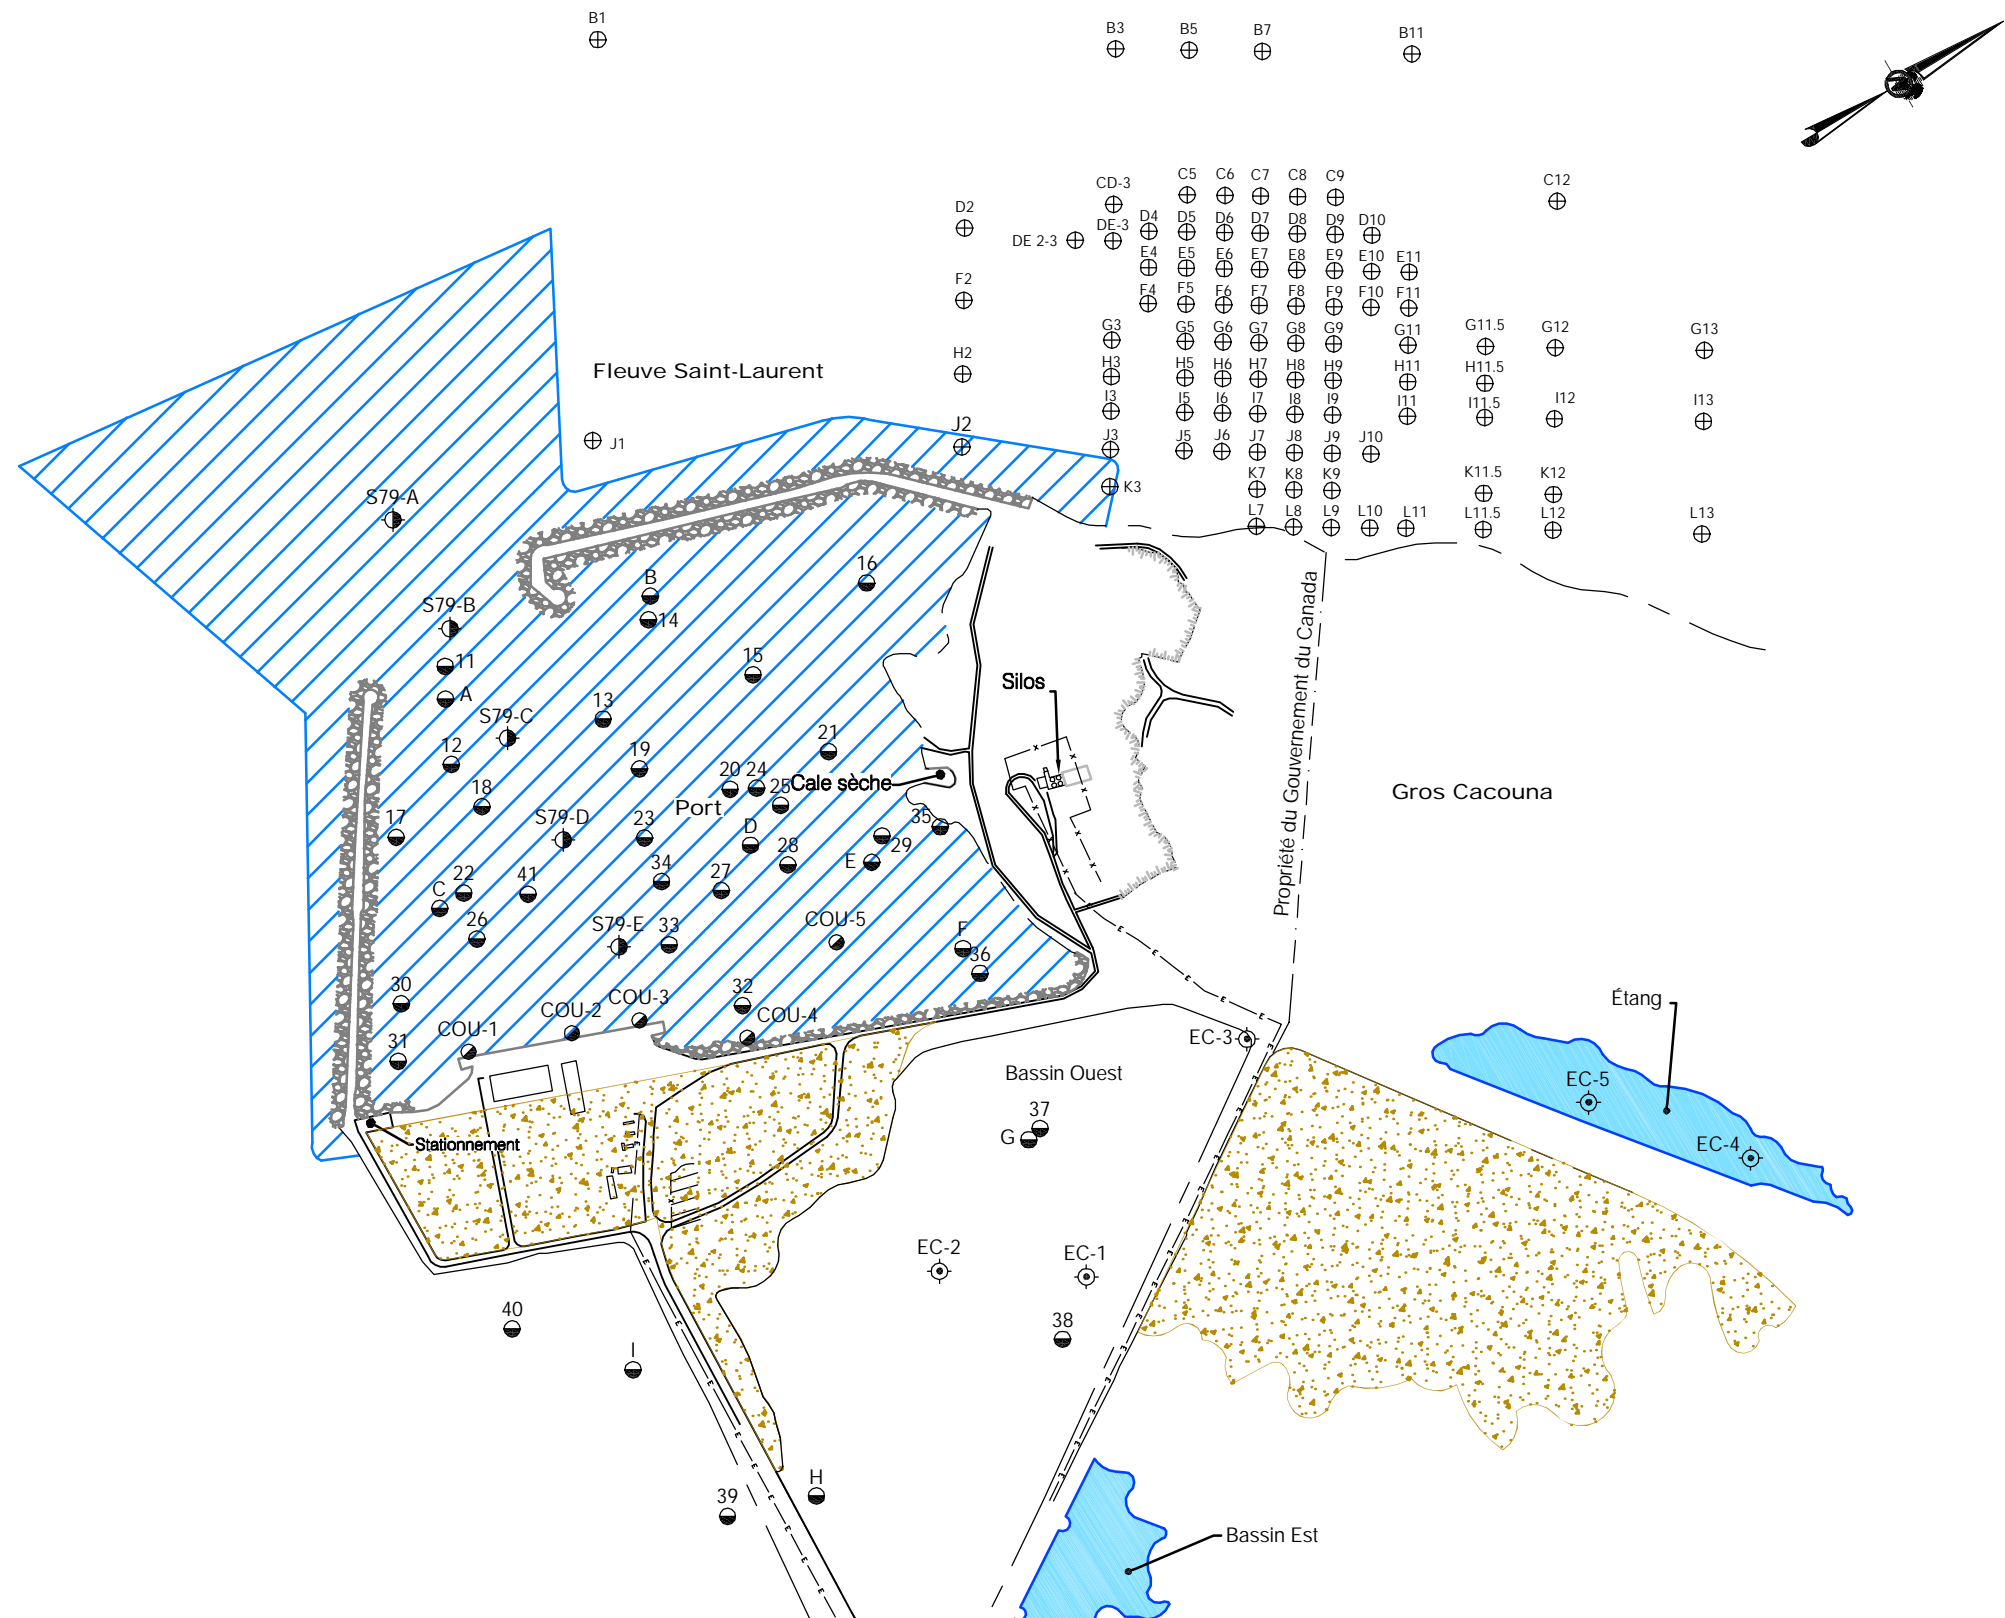 B1
B3 B5 B7 B11
CD-3 C5 C6 C7 C8 C9 C12
D2 DE 2-3 DE-3 D4 D5 D6 D7 D8 D9 D10
E4 E5 E6 E7 E8 E9 E10 E11
F2 F4 F5 F6 F7 F8 F9 F10 F11
G3 G5 G6 G7 G8 G9 G11 G11.5 G12 G13
H2 H3 H5 H6 H7 H8 H9 H11 H11.5
Fleuve Saint-Laurent
I3 I5 I6 I7 I8 I9 I11 I11.5 I12 I13
J1 J2 J3 J5 J6 J7 J8 J9 J10
K3 K7 K8 K9 K11.5 K12
L7 L8 L9 L10 L11 L11.5 L12 L13
S79-A
16
B
14
S79-B
11
A
15
Silos
13
S79-C
12
19
21
20 24
25
Cale sèche
Port
18
17
S79-D
23
D
28
35
29
E
Gros Cacouna
Propriété du Gouvernement du Canada
34
27
C
22
41
26
S79-E
33
COU-5
F
36
30
32
COU-1
COU-2
COU-3
COU-4
31
Étang
EC-3
EC-5
EC-4
Bassin Ouest
37
G
Stationnement
EC-2
EC-1
38
40
I
H
39
Bassin Est